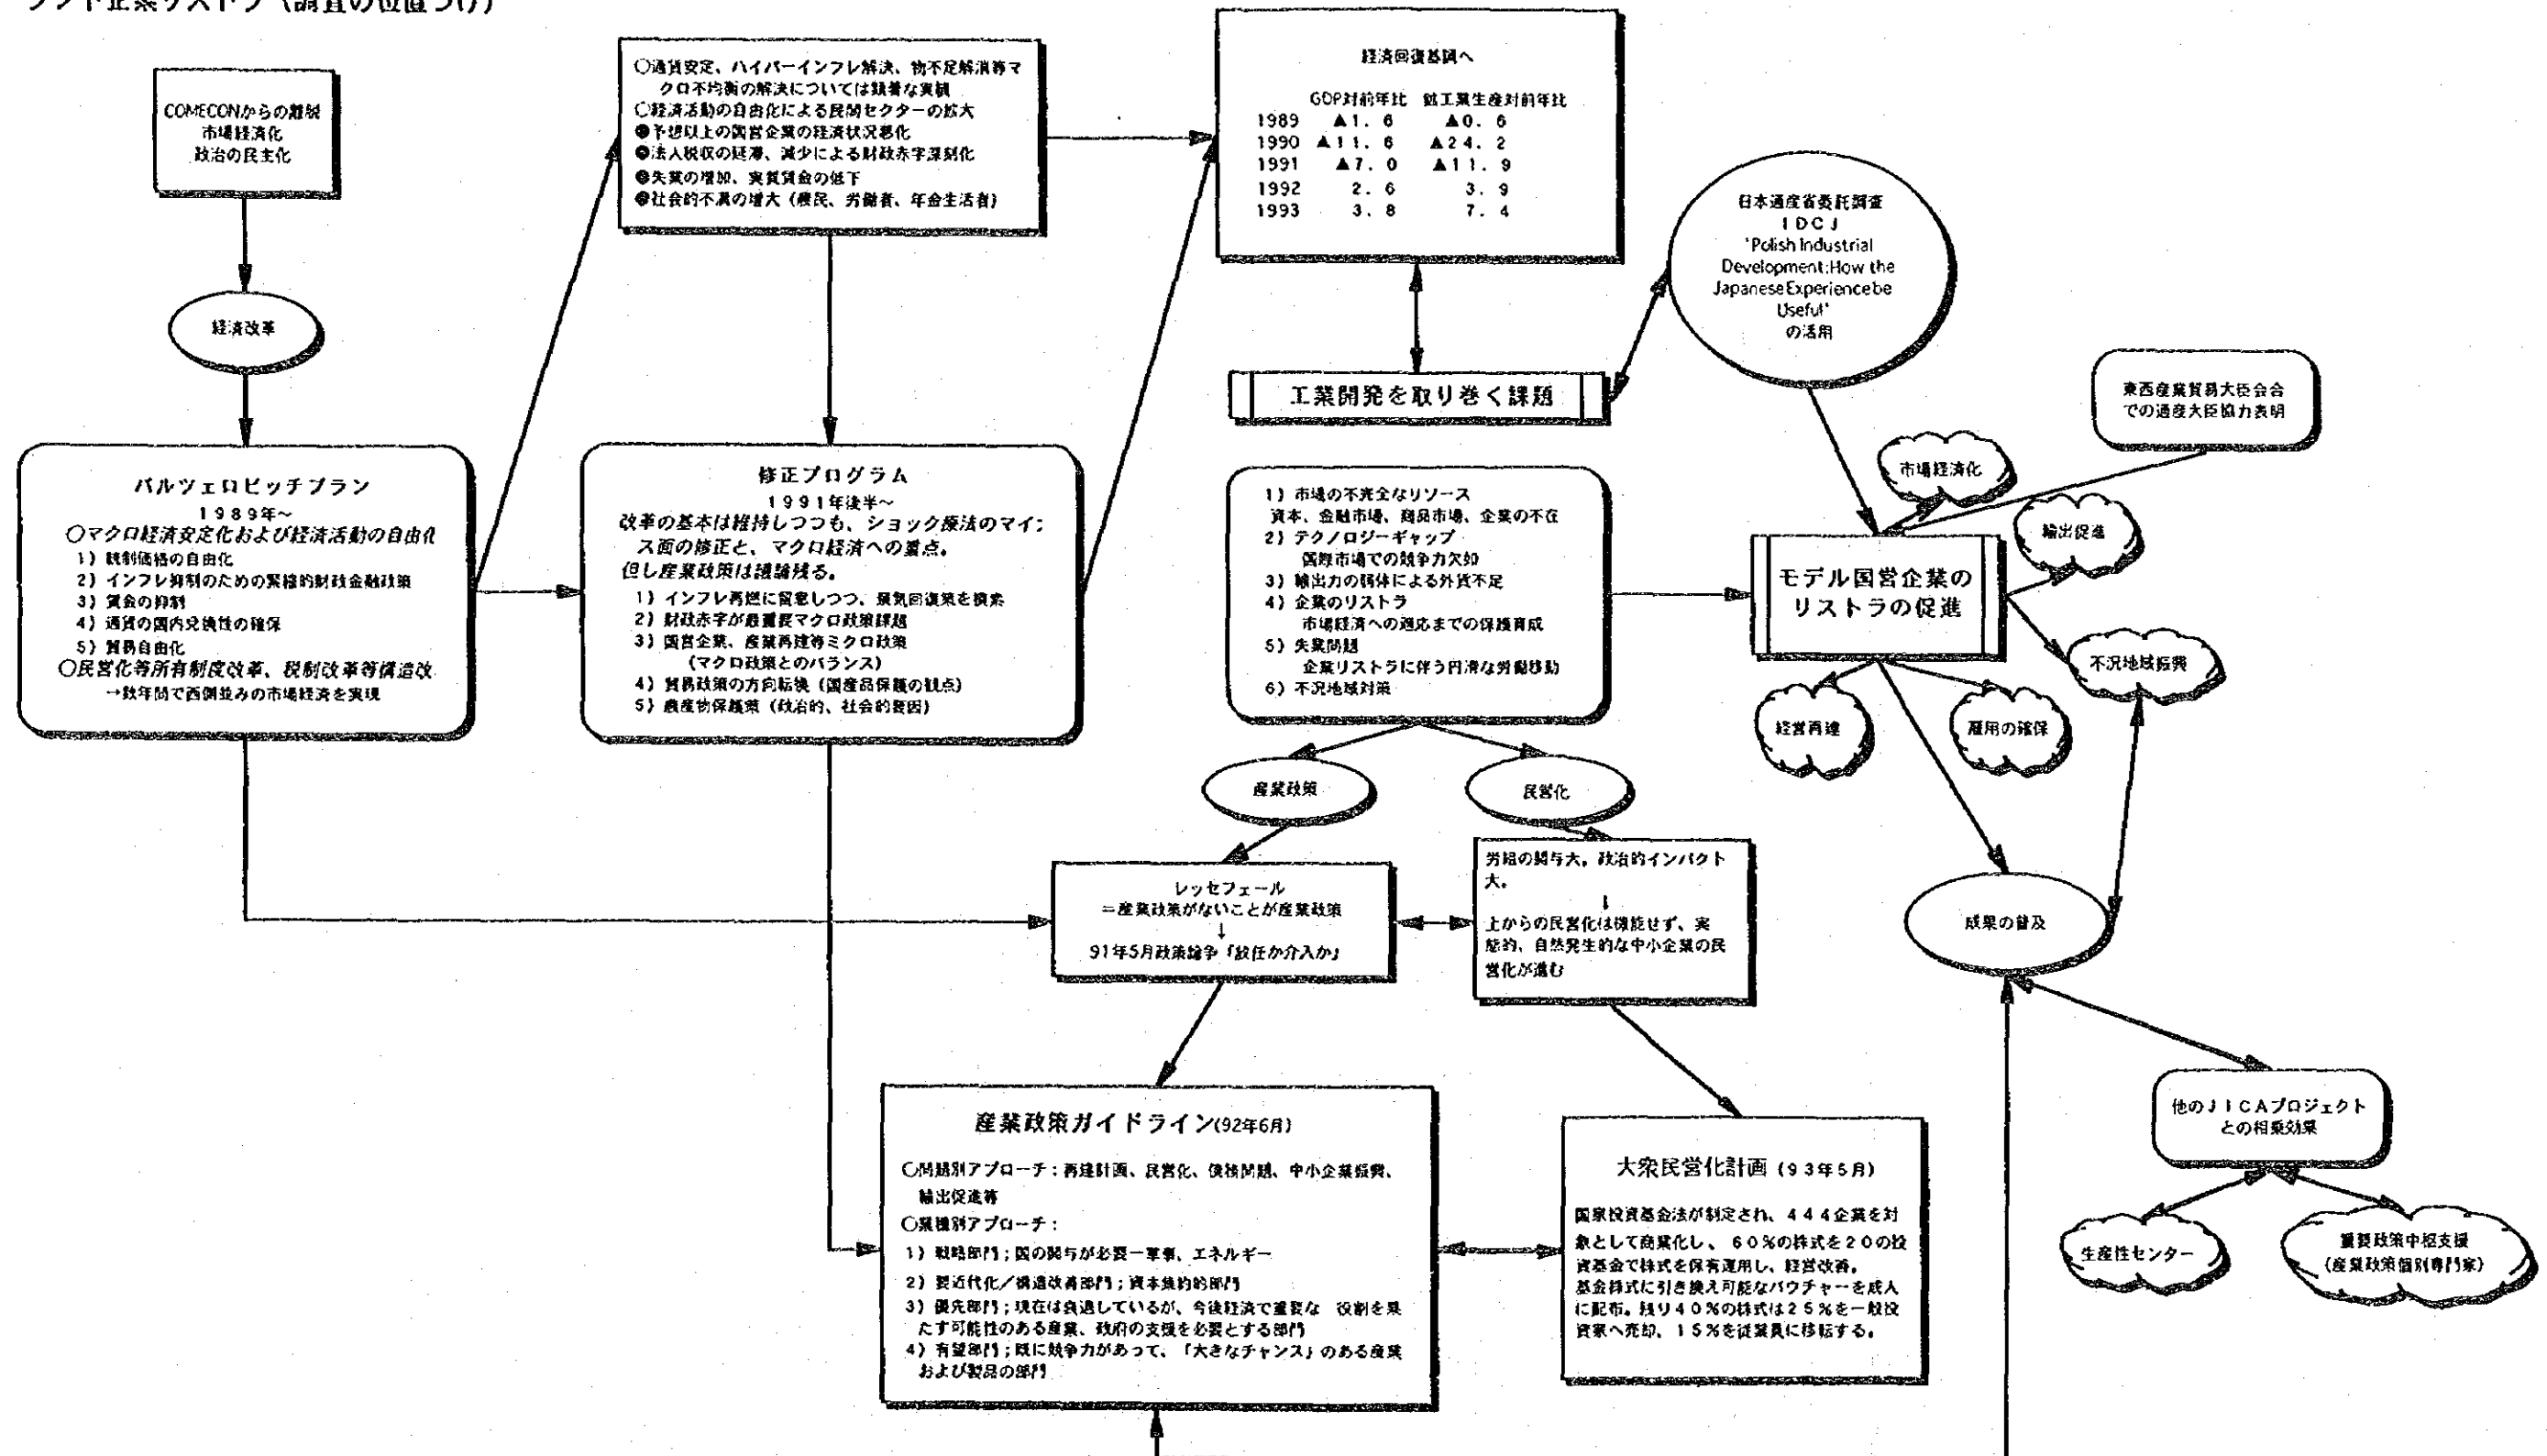 ランド企業リストラ（調査の位置づけ）
COMECONからの離脱
市場経済化
政治の民主化
経済改革
バルツェロビッチプラン
１９８９年～
○マクロ経済安定化および経済活動の自由化
１）統制価格の自由化
２）インフレ抑制のための緊縮的財政金融政策
３）賃金の抑制
４）通貨の国内兌換性の確保
５）貿易自由化
○民営化等所有制度改革、税制改革等構造改
→数年間で西側並みの市場経済を実現
○通貨安定、ハイパーインフレ解決、物不足解消等マ
クロ不均衡の解決については顕著な実績
○経済活動の自由化による民間セクターの拡大
●予想以上の国営企業の経済状況悪化
●法人税収の延滞、減少による財政赤字深刻化
●失業の増加、実質賃金の低下
●社会的不満の増大（農民、労働者、年金生活者）
修正プログラム
１９９１年後半～
改革の基本は維持しつつも、ショック療法のマイ
ス面の修正と、マクロ経済への重点。
但し産業政策は議論残る。
１）インフレ再燃に留意しつつ、景気回復策を模索
２）財政赤字が最重要マクロ政策課題
３）国営企業、産業再建等ミクロ政策
（マクロ政策とのバランス）
４）貿易政策の方向転換（国産品保護の観点）
５）農産物保護策（政治的、社会的要因）
経済回復基調へ
GDP対前年比 鉱工業生産対前年比
1989 ▲１．６ ▲０．６
1990 ▲１１．６ ▲２４．２
1991 ▲７．０ ▲１１．９
1992 ２．６ ３．９
1993 ３．８ ７．４
工業開発を取り巻く課題
１）市場の不完全なリソース
資本、金融市場、商品市場、企業の不在
２）テクノロジーギャップ
国際市場での競争力欠如
３）輸出力の弱体による外貨不足
４）企業のリストラ
市場経済への適応までの保護育成
５）失業問題
企業リストラに伴う円滑な労働移動
６）不況地域対策
産業政策
民営化
レッセフェール
＝産業政策がないことが産業政策
↓
91年5月政策論争「放任か介入か」
労組の関与大。政治的インパクト
大。
↓
上からの民営化は機能せず、実
態的、自然発生的な中小企業の民
営化が進む
産業政策ガイドライン(92年6月)
○問題別アプローチ：再建計画、民営化、債務問題、中小企業振興、
輸出促進等
○業種別アプローチ：
１）戦略部門；国の関与が必要ー軍事、エネルギー
２）要近代化／構造改善部門；資本集約的部門
３）優先部門；現在は衰退しているが、今後経済で重要な 役割を果
たす可能性のある産業、政府の支援を必要とする部門
４）有望部門；既に競争力があって、「大きなチャンス」のある産業
および製品の部門
大衆民営化計画（９３年５月）
国家投資基金法が制定され、４４４企業を対
象として商業化し、６０％の株式を２０の投
資基金で株式を保有運用し、経営改善。
基金株式に引き換え可能なバウチャーを成人
に配布。残り４０％の株式は２５％を一般投
資家へ売却、１５％を従業員に移転する。
日本通産省委託調査
ＩＤＣＪ
'Polish Industrial
Development:How the
Japanese Experience be
Useful'
の活用
東西産業貿易大臣会合
での通産大臣協力表明
市場経済化
輸出促進
モデル国営企業の
リストラの促進
不況地域振興
経営再建
雇用の確保
成果の普及
他のＪＩＣＡプロジェクト
との相乗効果
生産性センター
重要政策中枢支援
（産業政策個別専門家）